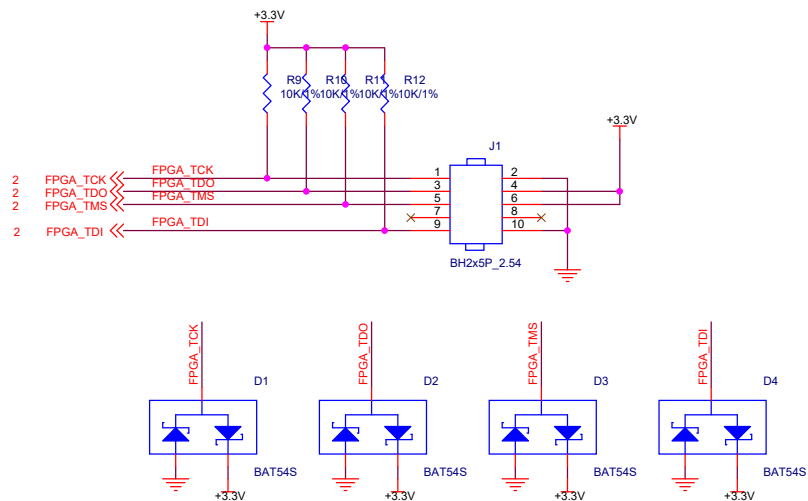 +3.3V
R9 R10 R11 R12
10K/1% 10K/1% 10K/1% 10K/1%
+3.3V
J1
2 FPGA_TCK FPGA_TCK 1 2
2 FPGA_TDO FPGA_TDO 3 4
2 FPGA_TMS FPGA_TMS 5 6
7 8
2 FPGA_TDI FPGA_TDI 9 10
BH2x5P_2.54
FPGA_TCK FPGA_TDO FPGA_TMS FPGA_TDI
D1 D2 D3 D4
BAT54S BAT54S BAT54S BAT54S
+3.3V +3.3V +3.3V +3.3V